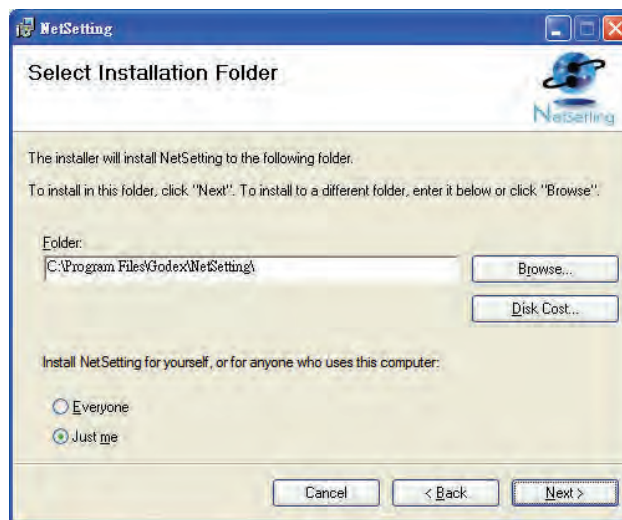 NetSetting
Select Installation Folder
NetSetting
The installer will install NetSetting to the following folder.
To install in this folder, click "Next". To install to a different folder, enter it below or click "Browse".
Folder:
C:\Program Files\Godex\NetSetting\
Browse...
Disk Cost...
Install NetSetting for yourself, or for anyone who uses this computer:
Everyone
Just me
Cancel
< Back
Next >